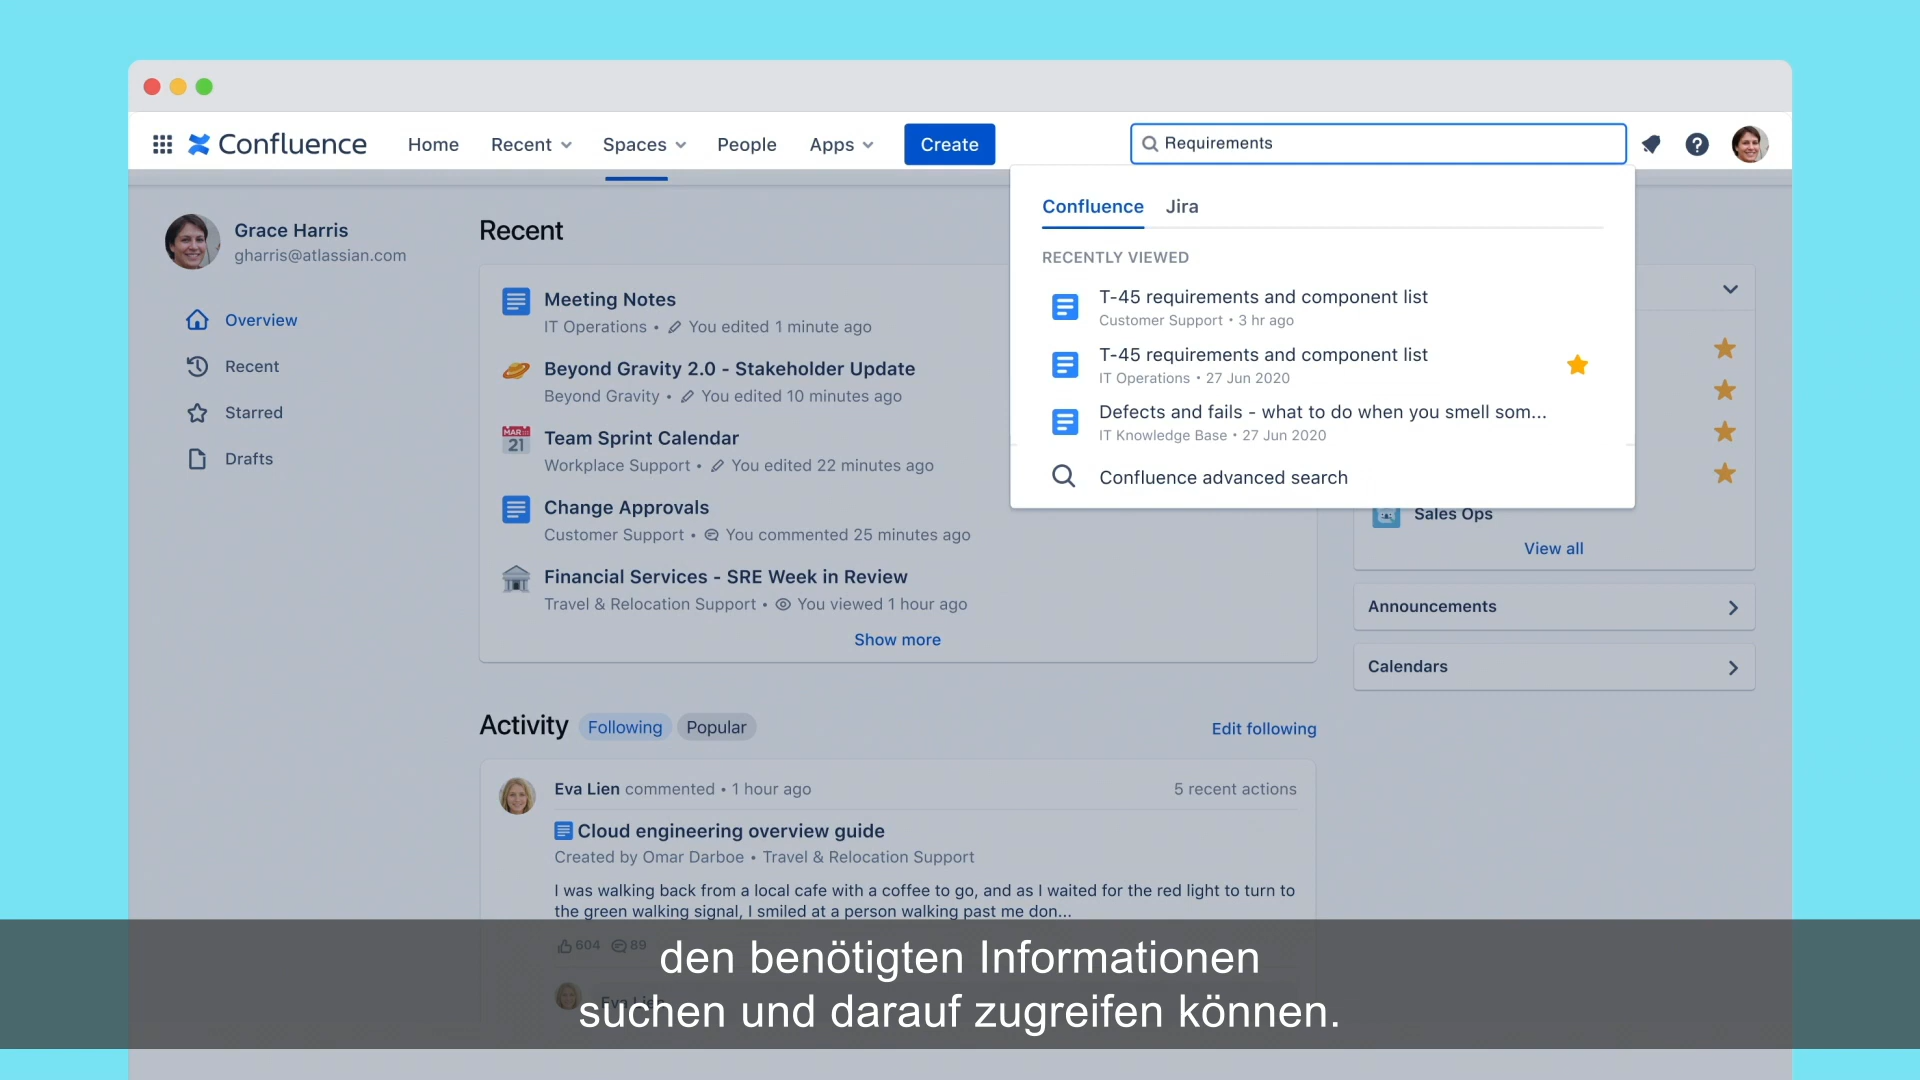 Confluence
Home
Recent
Spaces
People
Apps
Create
Requirements
Grace Harris
gharris@atlassian.com
Overview
Recent
Starred
Drafts
Recent
Meeting Notes
IT Operations • You edited 1 minute ago
Beyond Gravity 2.0 - Stakeholder Update
Beyond Gravity • You edited 10 minutes ago
MAR
21
Team Sprint Calendar
Workplace Support • You edited 22 minutes ago
Change Approvals
Customer Support • You commented 25 minutes ago
Financial Services - SRE Week in Review
Travel & Relocation Support • You viewed 1 hour ago
Show more
Confluence
Jira
RECENTLY VIEWED
T-45 requirements and component list
Customer Support • 3 hr ago
T-45 requirements and component list
IT Operations • 27 Jun 2020
Defects and fails - what to do when you smell som...
IT Knowledge Base • 27 Jun 2020
Confluence advanced search
Sales Ops
View all
Announcements
Calendars
Activity
Following
Popular
Edit following
Eva Lien commented • 1 hour ago
5 recent actions
Cloud engineering overview guide
Created by Omar Darboe • Travel & Relocation Support
I was walking back from a local cafe with a coffee to go, and as I waited for the red light to turn to
the green walking signal, I smiled at a person walking past me don...
604
89
Eva Lien
den benötigten Informationen
suchen und darauf zugreifen können.